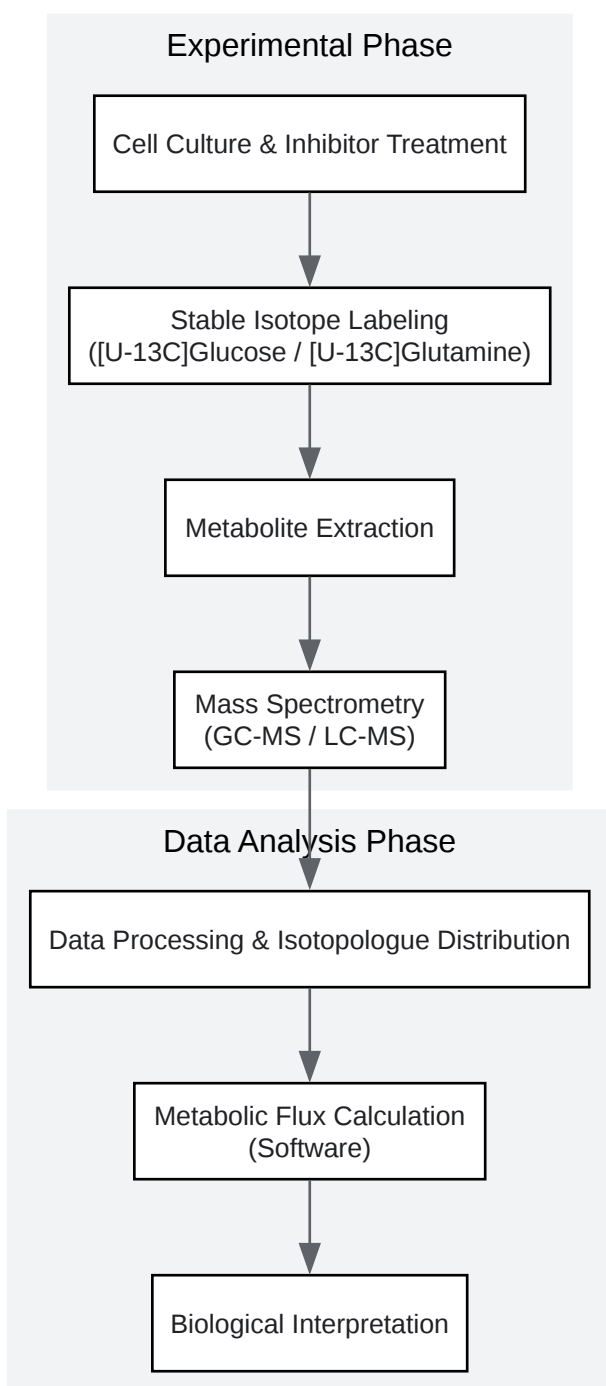 Experimental Phase
Cell Culture & Inhibitor Treatment
Stable Isotope Labeling
([U-13C]Glucose / [U-13C]Glutamine)
Metabolite Extraction
Mass Spectrometry
(GC-MS / LC-MS)
Data Analysis Phase
Data Processing & Isotopologue Distribution
Metabolic Flux Calculation
(Software)
Biological Interpretation